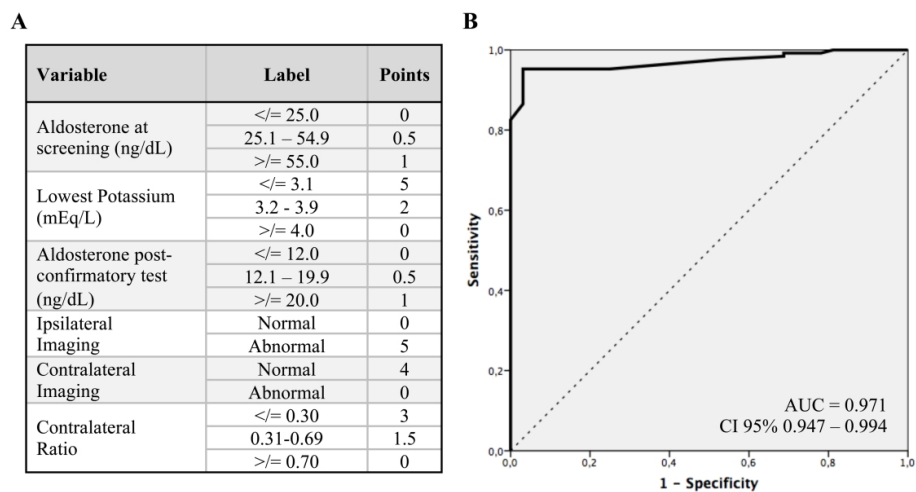 A
Variable Label Points
Aldosterone at
screening (ng/dL)
</= 25.0 0
25.1 – 54.9 0.5
>/= 55.0 1
Lowest Potassium
(mEq/L)
</= 3.1 5
3.2 - 3.9 2
>/= 4.0 0
Aldosterone post-
confirmatory test
(ng/dL)
</= 12.0 0
12.1 – 19.9 0.5
>/= 20.0 1
Ipsilateral
Imaging
Normal 0
Abnormal 5
Contralateral
Imaging
Normal 4
Abnormal 0
Contralateral
Ratio
</= 0.30 3
0.31-0.69 1.5
>/= 0.70 0
B
Sensitivity
1,0
0,8
0,6
0,4
0,2
0,0
AUC = 0.971
CI 95% 0.947 – 0.994
0,0 0,2 0,4 0,6 0,8 1,0
1 - Specificity